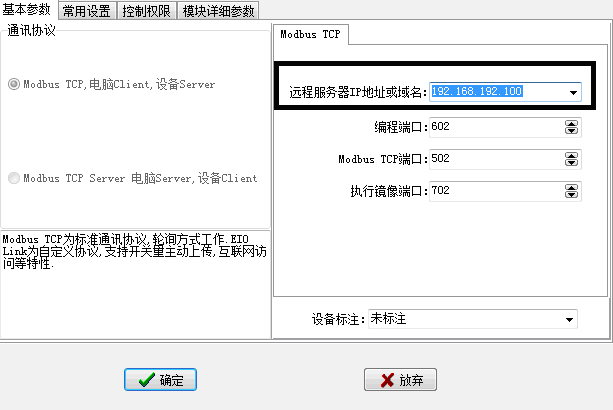 基本参数 常用设置 控制权限 模块详细参数
通讯协议
Modbus TCP,电脑Client,设备Server
Modbus TCP Server 电脑Server,设备Client
Modbus TCP为标准通讯协议,轮询方式工作.EIO
Link为自定义协议,支持开关量主动上传,互联网访
问等特性.
Modbus TCP
远程服务器IP地址或域名: 192.168.192.100
编程端口: 602
Modbus TCP端口: 502
执行镜像端口: 702
设备标注: 未标注
确定 放弃